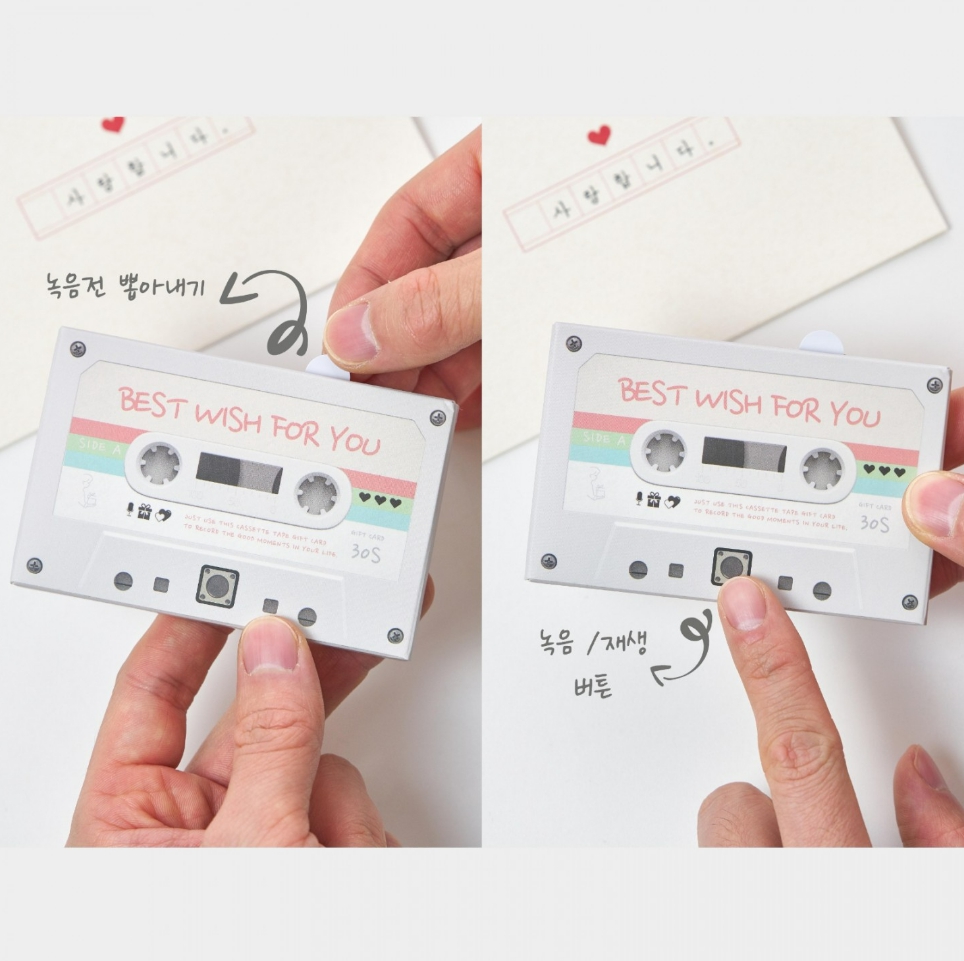 사랑합니다.
녹음전 뽑아내기
BEST WISH FOR YOU
SIDE A
JUST USE THIS CASSETTE TAPE GIFT CARD
TO RECORD THE GOOD MOMENTS IN YOUR LIFE.
GIFT CARD
30S
사랑합니다.
BEST WISH FOR YOU
SIDE A
JUST USE THIS CASSETTE TAPE GIFT CARD
TO RECORD THE GOOD MOMENTS IN YOUR LIFE.
GIFT CARD
30S
녹음 /재생
버튼